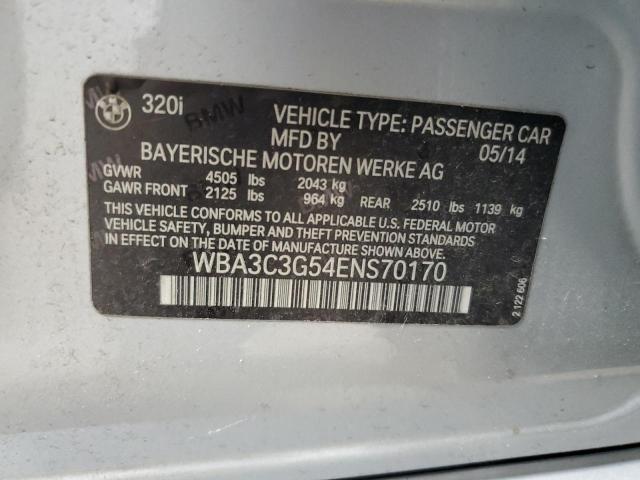 320i
VEHICLE TYPE: PASSENGER CAR
MFD BY 05/14
BAYERISCHE MOTOREN WERKE AG
GVWR 4505 lbs 2043 kg
GAWR FRONT 2125 lbs 964 kg REAR 2510 lbs 1139 kg
THIS VEHICLE CONFORMS TO ALL APPLICABLE U.S. FEDERAL MOTOR
VEHICLE SAFETY, BUMPER AND THEFT PREVENTION STANDARDS
IN EFFECT ON THE DATE OF MANUFACTURE SHOWN ABOVE.
WBA3C3G54ENS70170
2 122 606
BMW